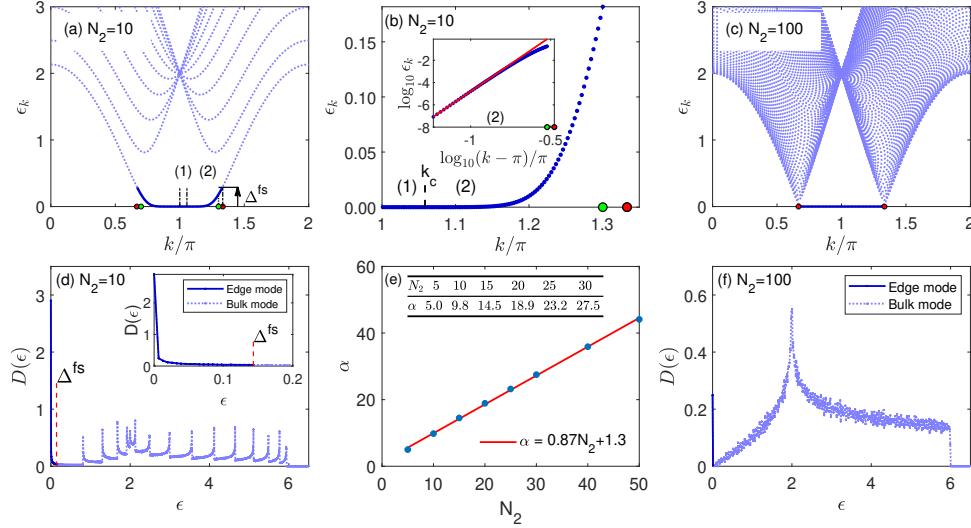 (a) N₂=10
ϵₖ
3
2
1
0
(1) (2)
Δᶠˢ
0 0.5 1 1.5 2
k/π
(b) N₂=10
ϵₖ
0.15
0.10
0.05
0.00
log₁₀ ϵₖ
-2
-4
-6
-8
(2)
-1 -0.5
log₁₀(k − π)/π
(1) k_c (2)
1 1.1 1.2 1.3
k/π
(c) N₂=100
ϵₖ
3
2
1
0
0 0.5 1 1.5 2
k/π
(d) N₂=10
D(ϵ)
3
2
1
0
Δᶠˢ
D(ϵ)
2
1
0
Edge mode
Bulk mode
Δᶠˢ
0 0.1 0.2
ϵ
0 1 2 3 4 5 6
ϵ
(e)
α
60
40
20
0
N₂ 5 10 15 20 25 30
α 5.0 9.8 14.5 18.9 23.2 27.5
α = 0.87N₂+1.3
0 10 20 30 40 50
N₂
(f) N₂=100
D(ϵ)
0.6
0.4
0.2
0
Edge mode
Bulk mode
0 2 4 6
ϵ